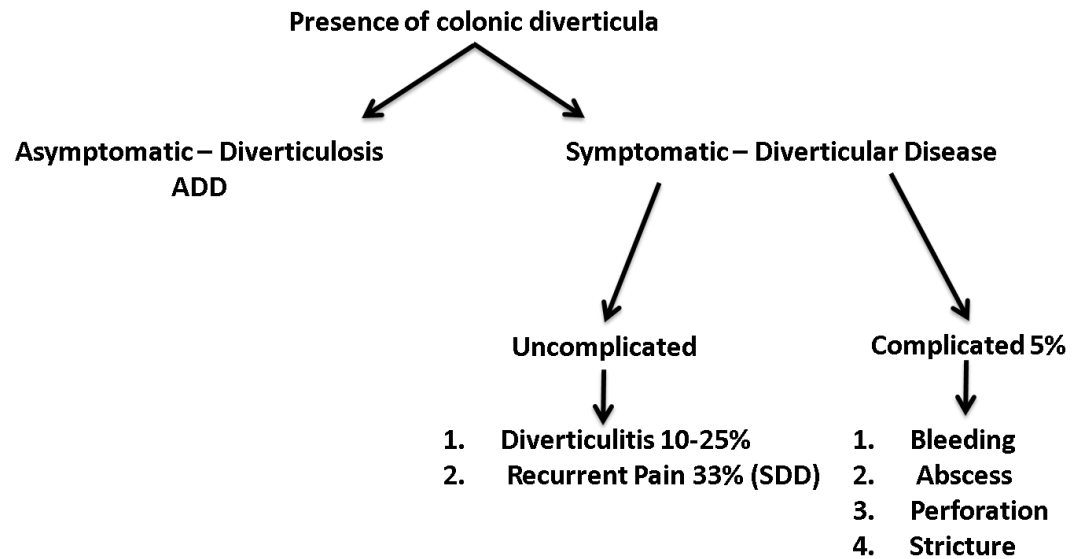 Presence of colonic diverticula
Asymptomatic – Diverticulosis
ADD
Symptomatic – Diverticular Disease
Uncomplicated
1. Diverticulitis 10-25%
2. Recurrent Pain 33% (SDD)
Complicated 5%
1. Bleeding
2. Abscess
3. Perforation
4. Stricture